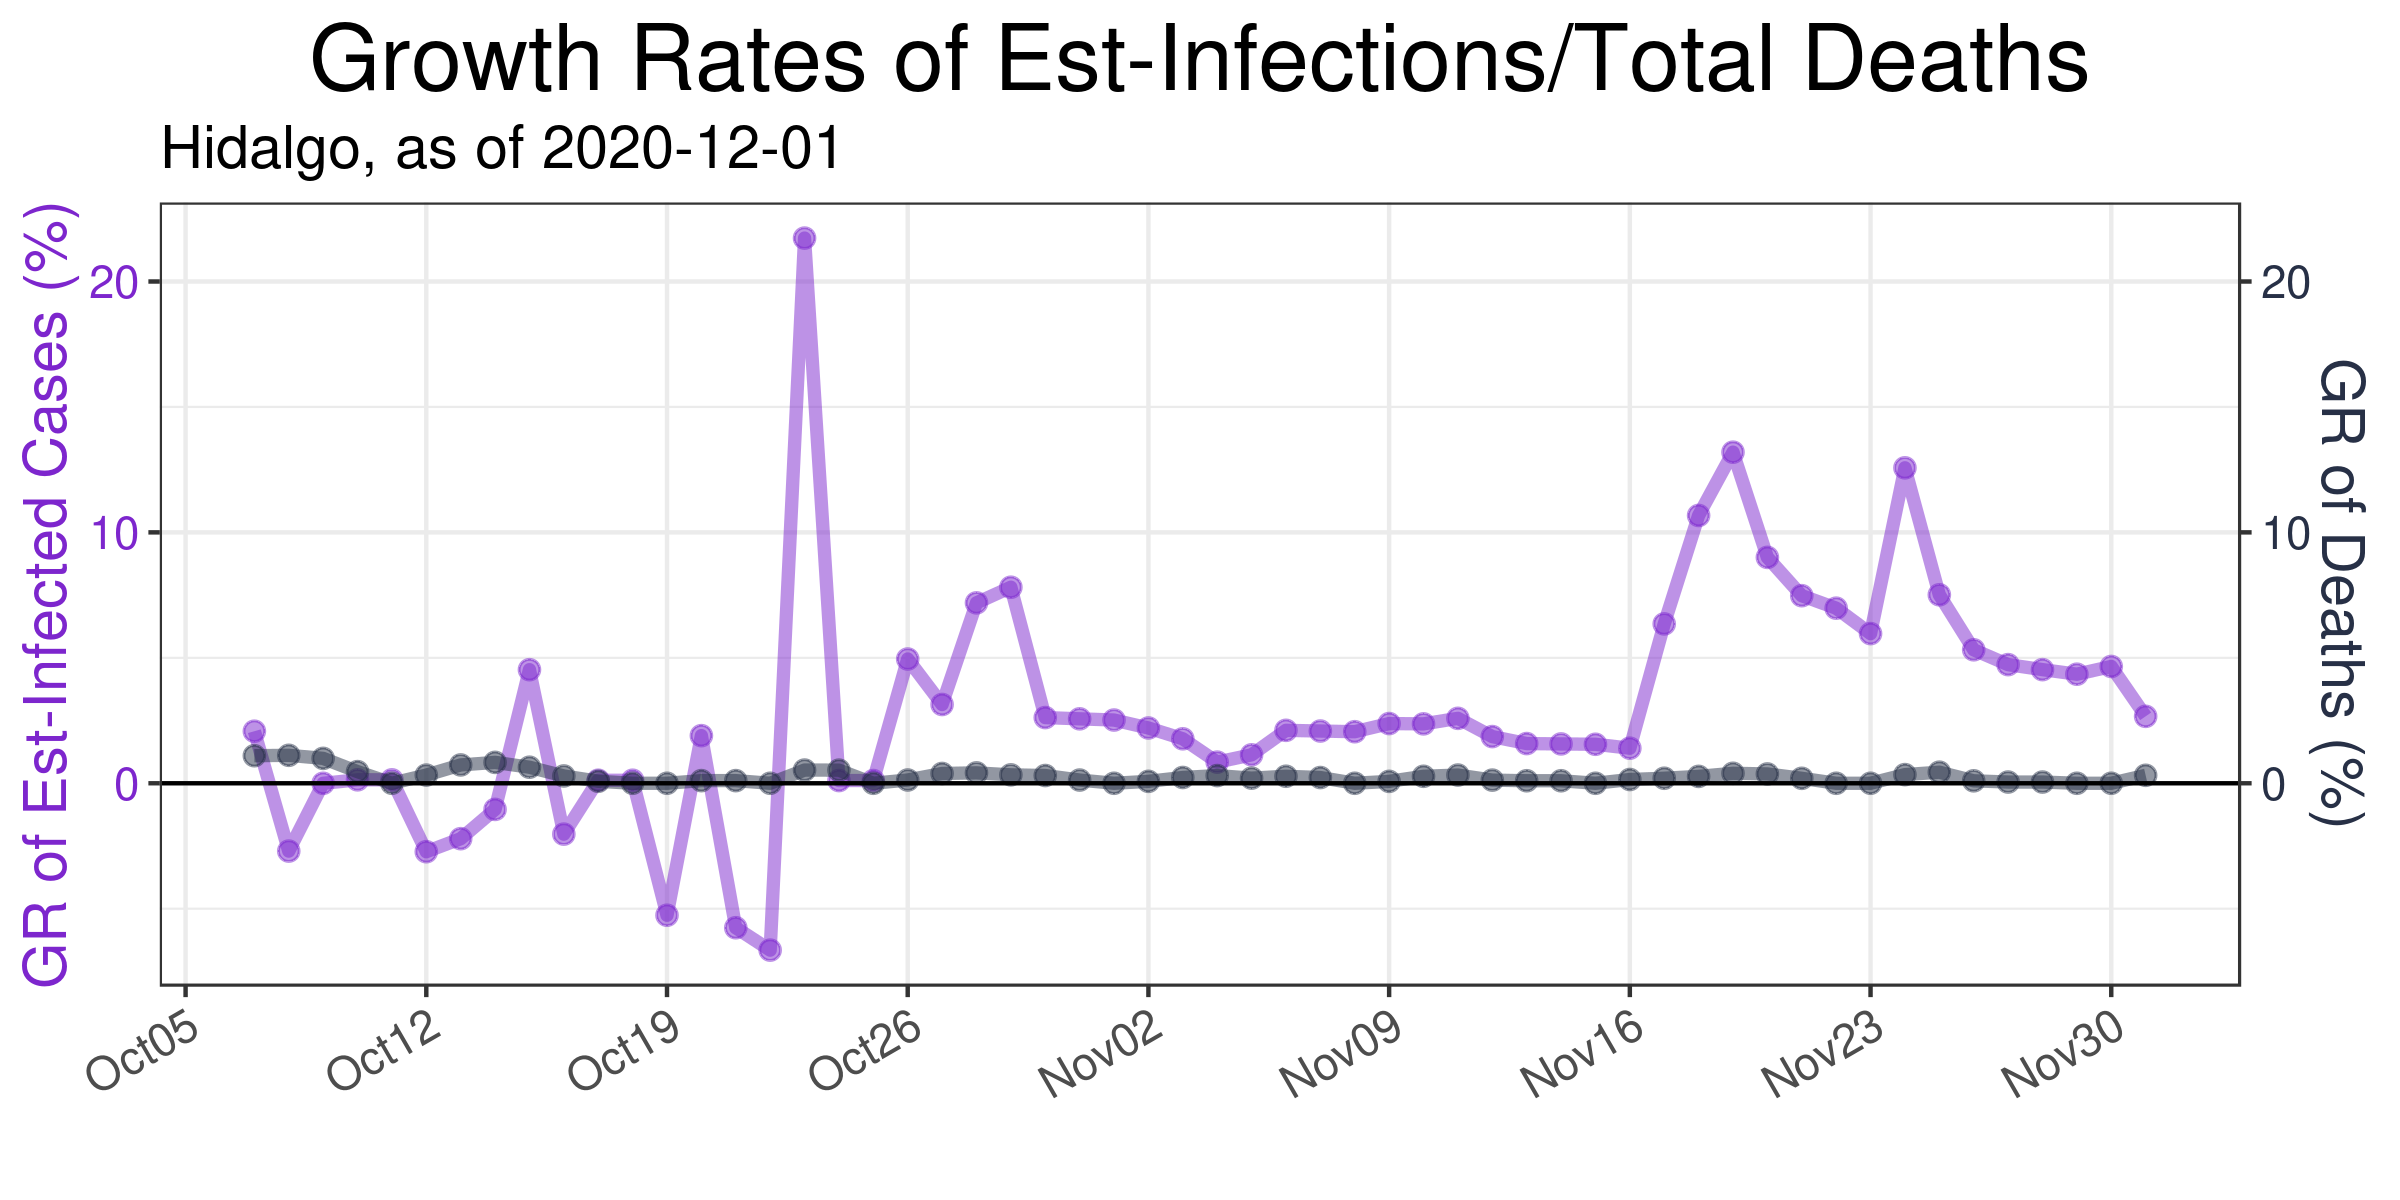 Growth Rates of Est-Infections/Total Deaths
Hidalgo, as of 2020-12-01
GR of Est-Infected Cases (%)
20
10
0
20
10
0
GR of Deaths (%)
Oct05
Oct12
Oct19
Oct26
Nov02
Nov09
Nov16
Nov23
Nov30